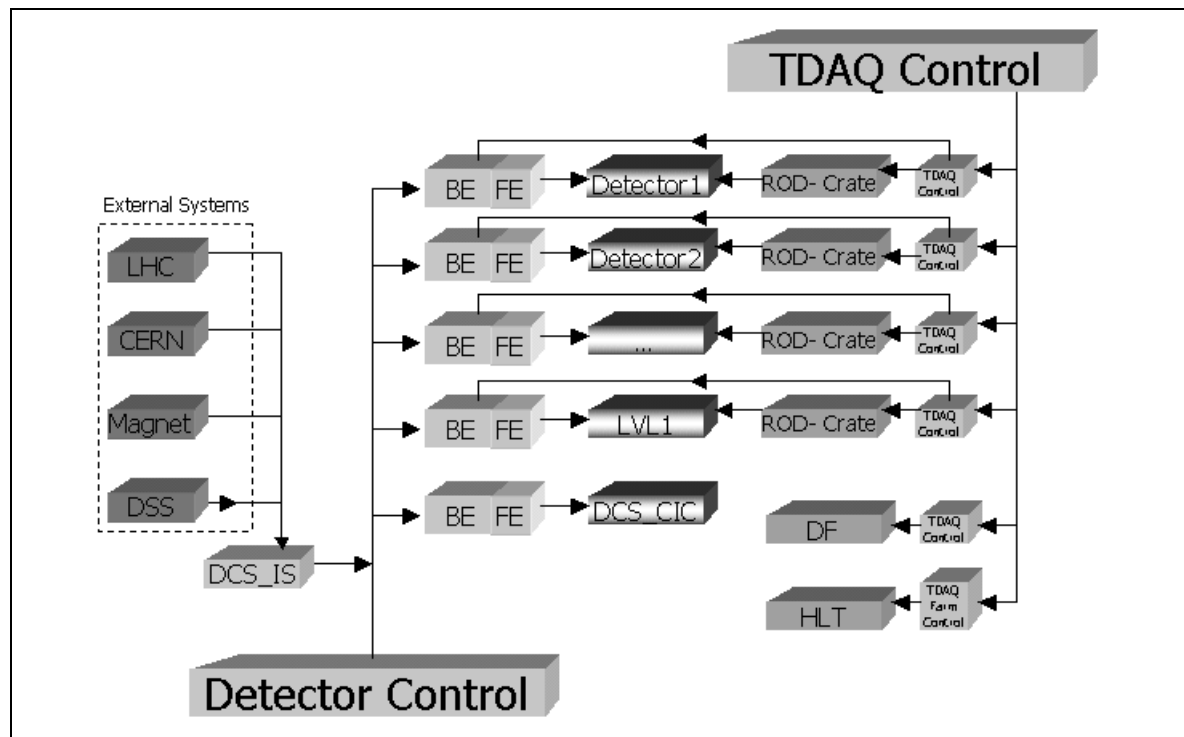 TDAQ Control
BE FE Detector1 ROD- Crate TDAQ Control
External Systems
LHC
BE FE Detector2 ROD- Crate TDAQ Control
CERN
BE FE ... ROD- Crate TDAQ Control
Magnet
BE FE LVL1 ROD- Crate TDAQ Control
DSS
BE FE DCS_CIC
DF TDAQ Control
DCS_IS
HLT TDAQ Farm Control
Detector Control